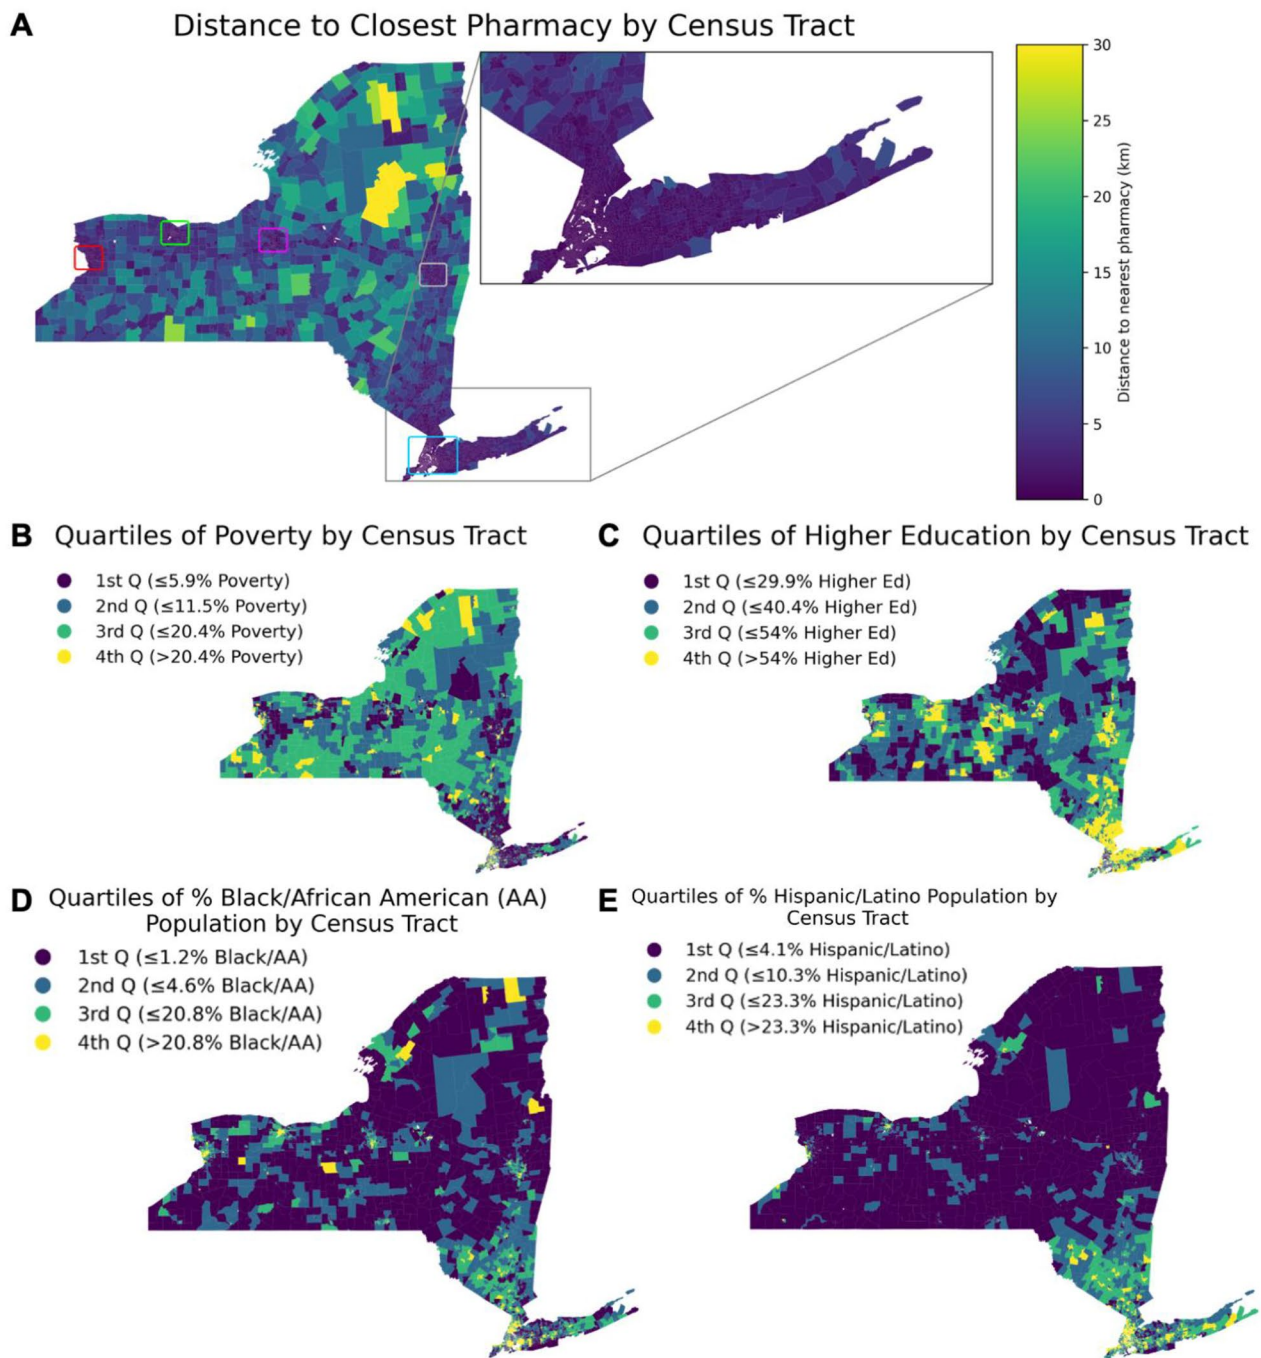 A
Distance to Closest Pharmacy by Census Tract
30
25
20
15
10
5
0
Distance to nearest pharmacy (km)
B
Quartiles of Poverty by Census Tract
1st Q (≤5.9% Poverty)
2nd Q (≤11.5% Poverty)
3rd Q (≤20.4% Poverty)
4th Q (>20.4% Poverty)
C
Quartiles of Higher Education by Census Tract
1st Q (≤29.9% Higher Ed)
2nd Q (≤40.4% Higher Ed)
3rd Q (≤54% Higher Ed)
4th Q (>54% Higher Ed)
D
Quartiles of % Black/African American (AA)
Population by Census Tract
1st Q (≤1.2% Black/AA)
2nd Q (≤4.6% Black/AA)
3rd Q (≤20.8% Black/AA)
4th Q (>20.8% Black/AA)
E
Quartiles of % Hispanic/Latino Population by
Census Tract
1st Q (≤4.1% Hispanic/Latino)
2nd Q (≤10.3% Hispanic/Latino)
3rd Q (≤23.3% Hispanic/Latino)
4th Q (>23.3% Hispanic/Latino)